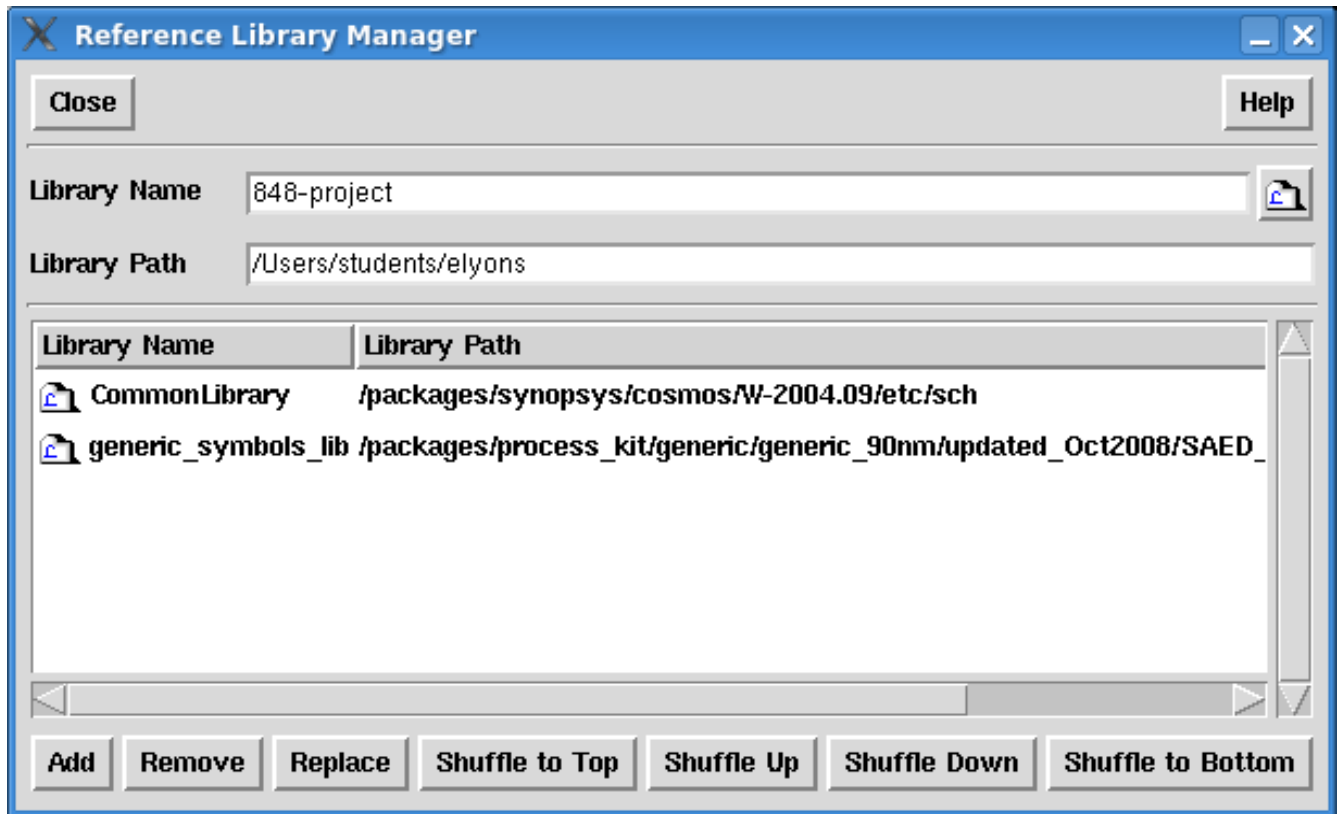 Reference Library Manager
Close Help
Library Name 848-project
Library Path /Users/students/elyons
Library Name Library Path
CommonLibrary /packages/synopsys/cosmos/W-2004.09/etc/sch
generic_symbols_lib /packages/process_kit/generic/generic_90nm/updated_Oct2008/SAED_
Add Remove Replace Shuffle to Top Shuffle Up Shuffle Down Shuffle to Bottom